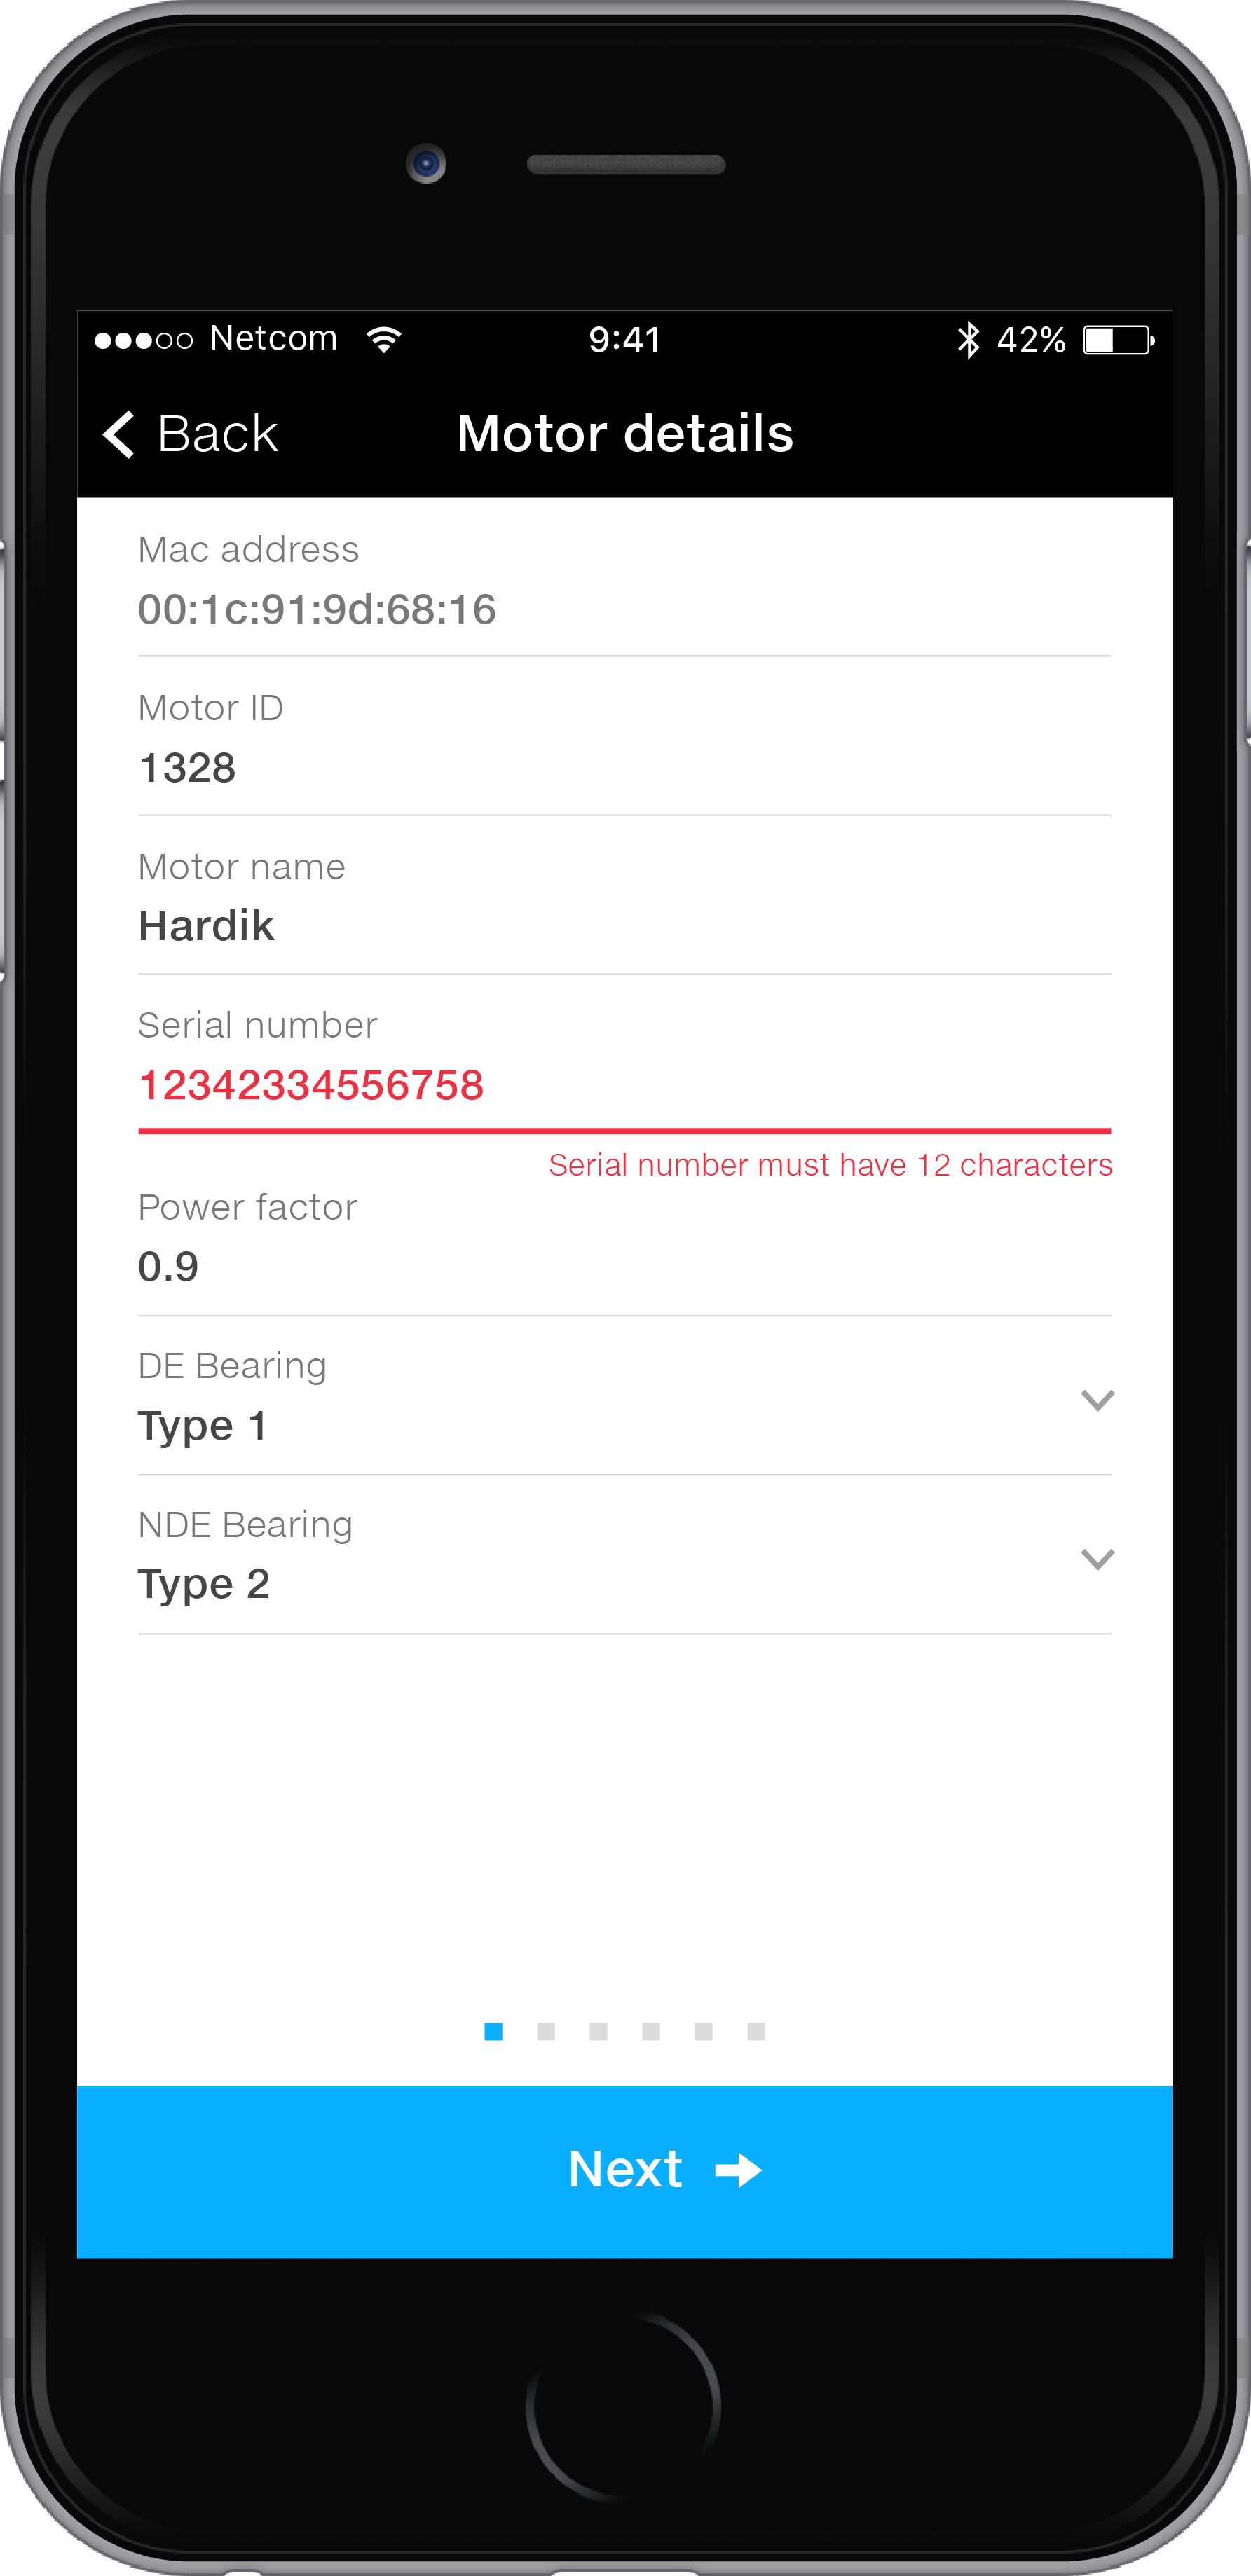 Netcom 9:41 42%
Back Motor details
Mac address
00:1c:91:9d:68:16
Motor ID
1328
Motor name
Hardik
Serial number
12342334556758
Serial number must have 12 characters
Power factor
0.9
DE Bearing
Type 1
NDE Bearing
Type 2
Next